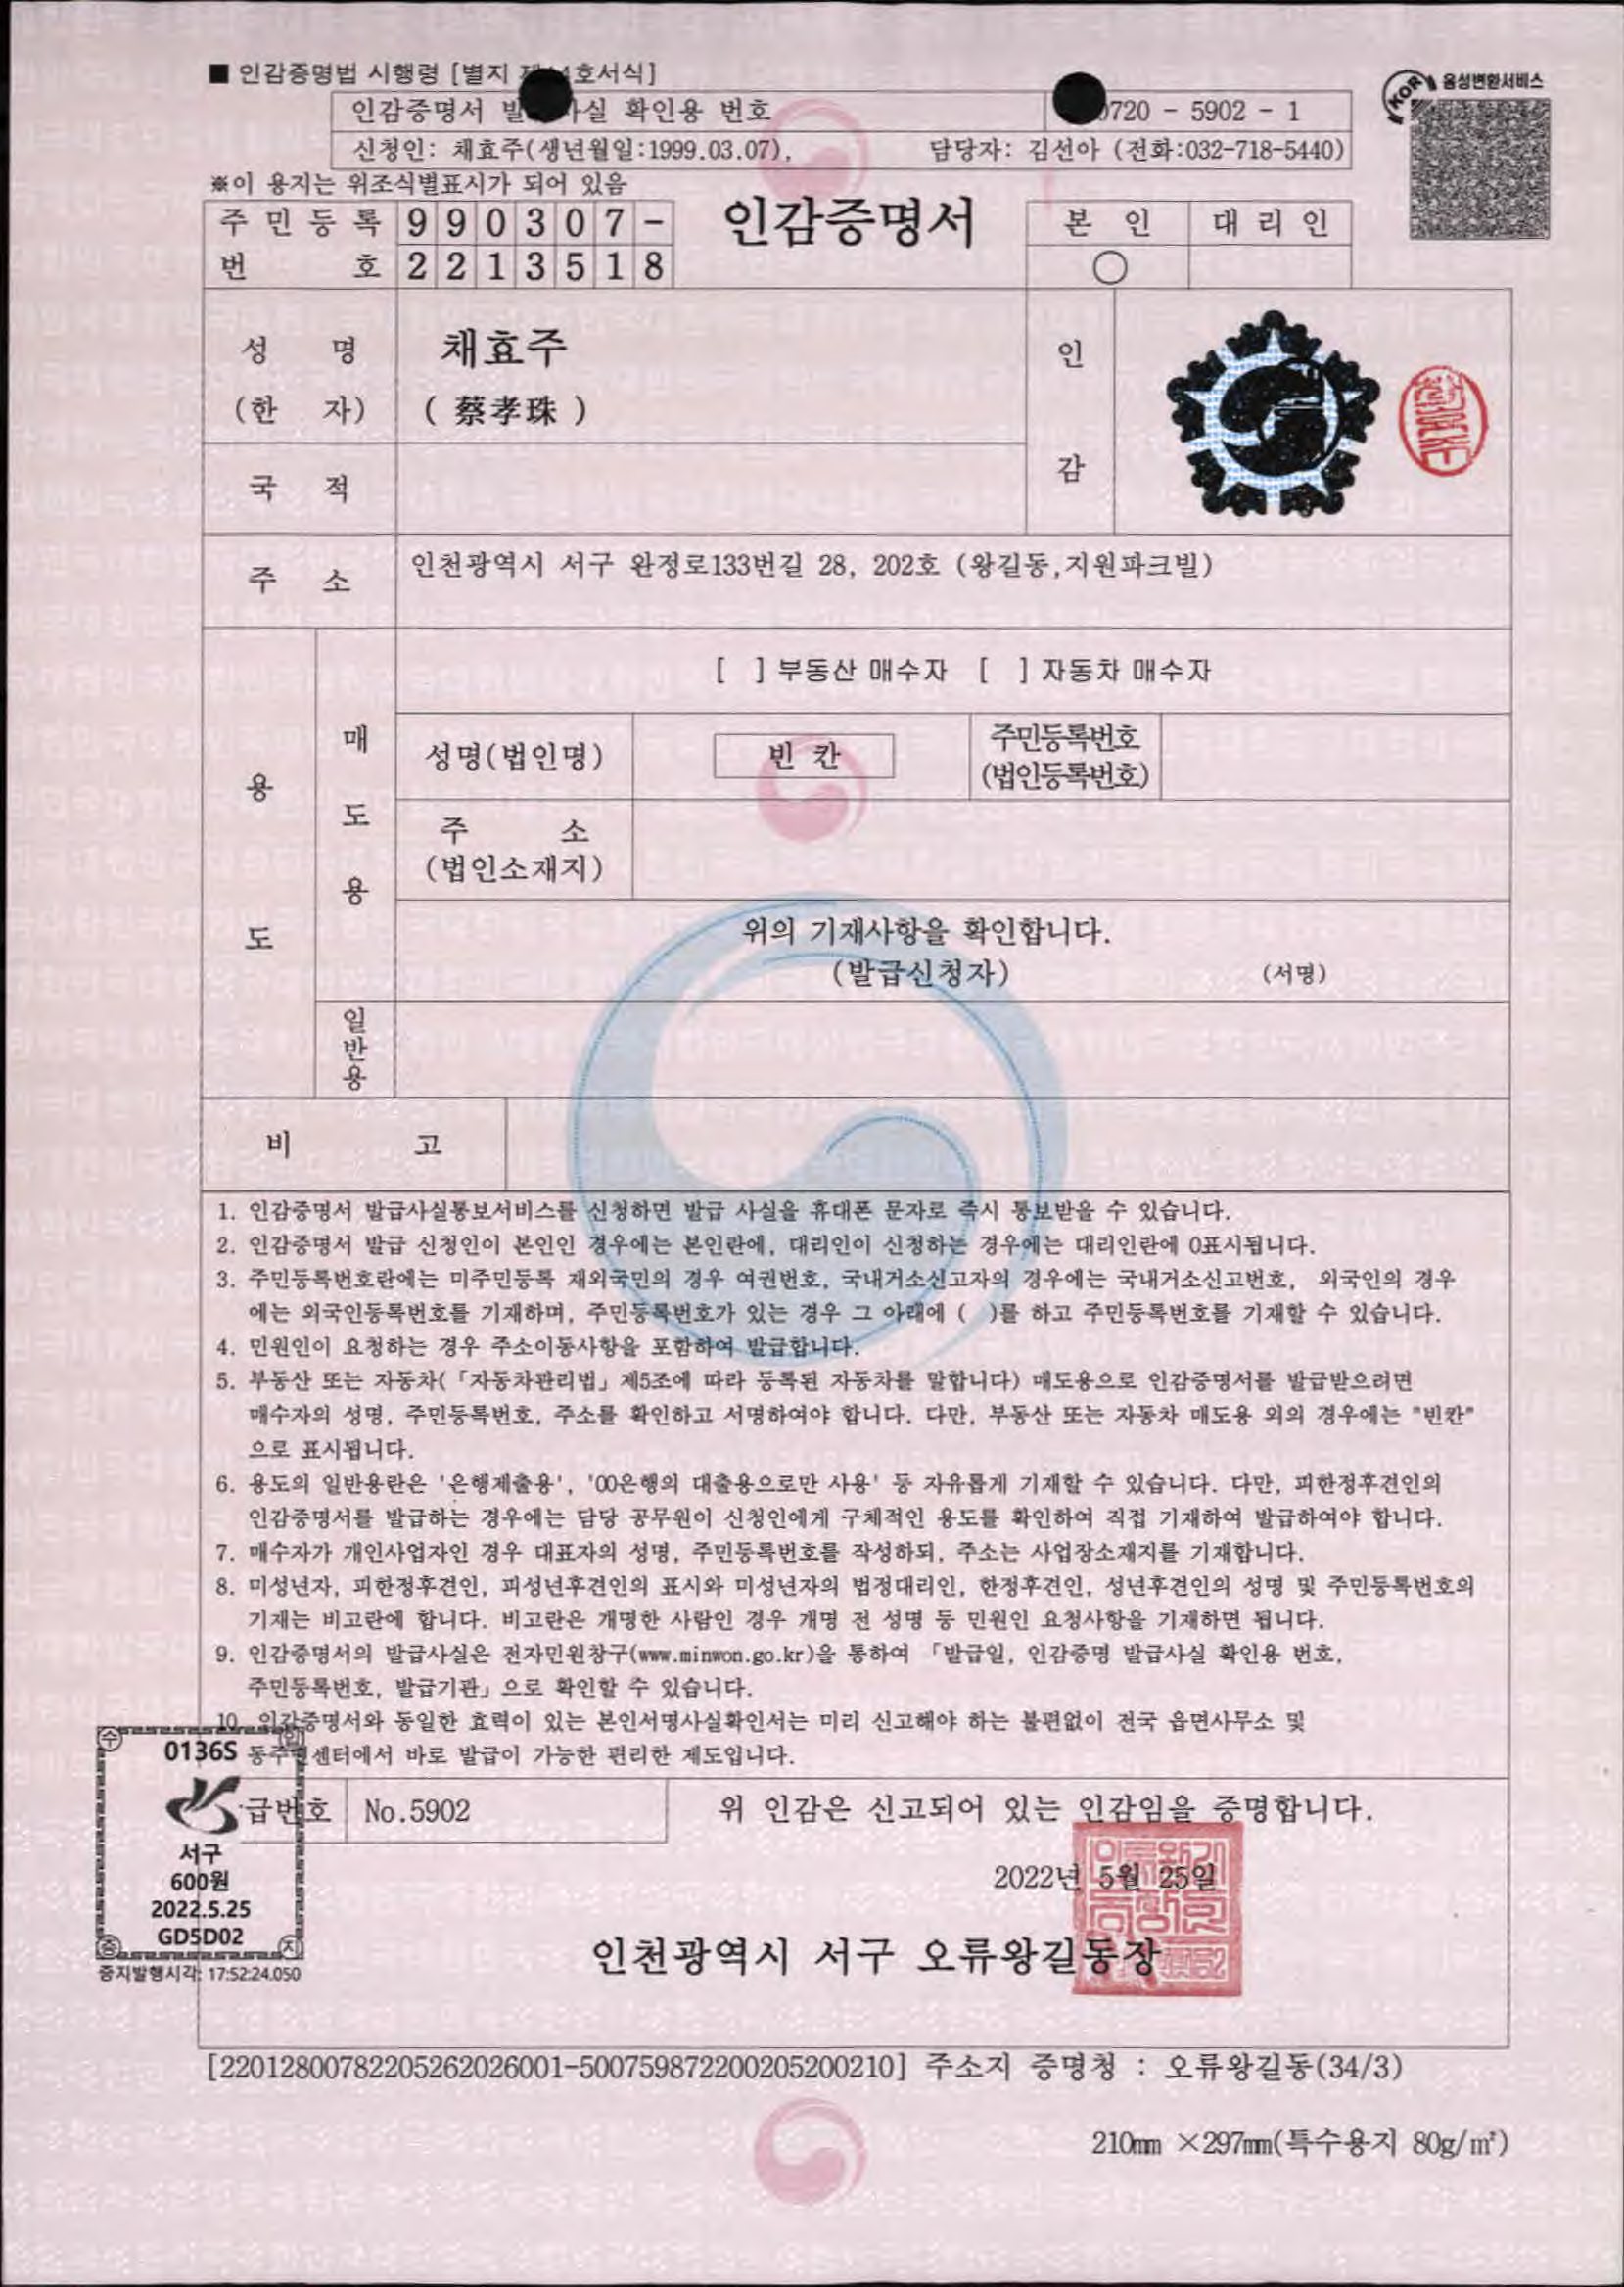 ■ 인감증명법 시행령 [별지 호서식]
음성변환서비스
KOR
인감증명서 사실 확인용 번호 0720 - 5902 - 1
신청인: 채효주(생년월일:1999.03.07), 담당자: 김선아 (전화:032-718-5440)
※이 용지는 위조식별표시가 되어 있음
주민등록번호 990307-2213518
인감증명서
본인 대리인
○
성명 (한자) 채효주
( 蔡孝珠 )
인감
국적
주소 인천광역시 서구 완정로133번길 28, 202호 (왕길동,지원파크빌)
용도
매도용
[ ] 부동산 매수자 [ ] 자동차 매수자
성명(법인명) 빈 칸 주민등록번호 (법인등록번호)
주소 (법인소재지)
위의 기재사항을 확인합니다.
(발급신청자) (서명)
일반용
비고
1. 인감증명서 발급사실통보서비스를 신청하면 발급 사실을 휴대폰 문자로 즉시 통보받을 수 있습니다.
2. 인감증명서 발급 신청인이 본인인 경우에는 본인란에, 대리인이 신청하는 경우에는 대리인란에 0표시됩니다.
3. 주민등록번호란에는 미주민등록 재외국민의 경우 여권번호, 국내거소신고자의 경우에는 국내거소신고번호, 외국인의 경우
에는 외국인등록번호를 기재하며, 주민등록번호가 있는 경우 그 아래에 ( )를 하고 주민등록번호를 기재할 수 있습니다.
4. 민원인이 요청하는 경우 주소이동사항을 포함하여 발급합니다.
5. 부동산 또는 자동차(「자동차관리법」 제5조에 따라 등록된 자동차를 말합니다) 매도용으로 인감증명서를 발급받으려면
매수자의 성명, 주민등록번호, 주소를 확인하고 서명하여야 합니다. 다만, 부동산 또는 자동차 매도용 외의 경우에는 "빈칸"
으로 표시됩니다.
6. 용도의 일반용란은 '은행제출용', '00은행의 대출용으로만 사용' 등 자유롭게 기재할 수 있습니다. 다만, 피한정후견인의
인감증명서를 발급하는 경우에는 담당 공무원이 신청인에게 구체적인 용도를 확인하여 직접 기재하여 발급하여야 합니다.
7. 매수자가 개인사업자인 경우 대표자의 성명, 주민등록번호를 작성하되, 주소는 사업장소재지를 기재합니다.
8. 미성년자, 피한정후견인, 피성년후견인의 표시와 미성년자의 법정대리인, 한정후견인, 성년후견인의 성명 및 주민등록번호의
기재는 비고란에 합니다. 비고란은 개명한 사람인 경우 개명 전 성명 등 민원인 요청사항을 기재하면 됩니다.
9. 인감증명서의 발급사실은 전자민원창구(www.minwon.go.kr)을 통하여 「발급일, 인감증명 발급사실 확인용 번호,
주민등록번호, 발급기관」으로 확인할 수 있습니다.
10. 인감증명서와 동일한 효력이 있는 본인서명사실확인서는 미리 신고해야 하는 불편없이 전국 읍면사무소 및
동주민센터에서 바로 발급이 가능한 편리한 제도입니다.
급번호 No.5902 위 인감은 신고되어 있는 인감임을 증명합니다.
수 입 증 지
0136S
서구
600원
2022.5.25
GD5D02
증지발행시각: 17:52:24.050
2022년 5월 25일
인천광역시 서구 오류왕길동장
[22012800782205262026001-500759872200205200210] 주소지 증명청 : 오류왕길동(34/3)
210mm ×297mm(특수용지 80g/㎡)